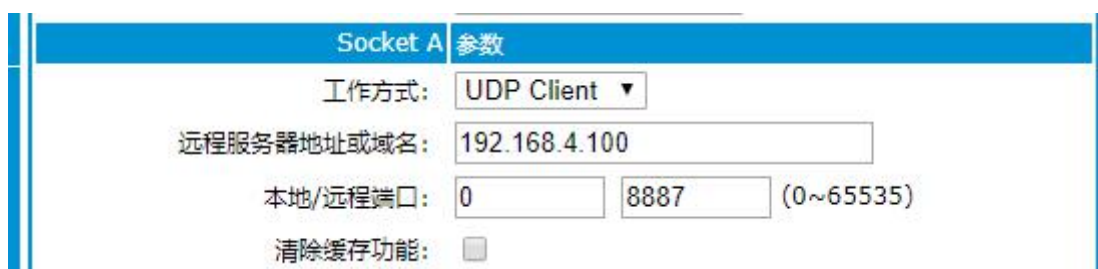 Socket A 参数
工作方式: UDP Client ▼
远程服务器地址或域名: 192.168.4.100
本地/远程端口: 0 8887 (0~65535)
清除缓存功能: